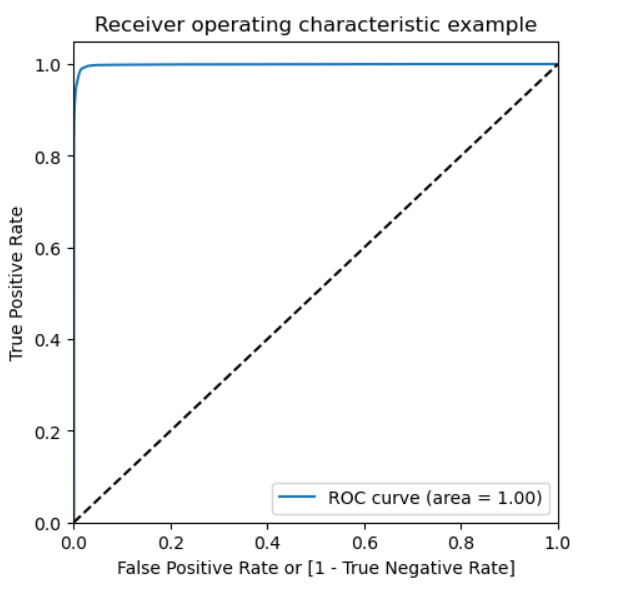 Receiver operating characteristic example
True Positive Rate
1.0
0.8
0.6
0.4
0.2
0.0
ROC curve (area = 1.00)
0.0 0.2 0.4 0.6 0.8 1.0
False Positive Rate or [1 - True Negative Rate]